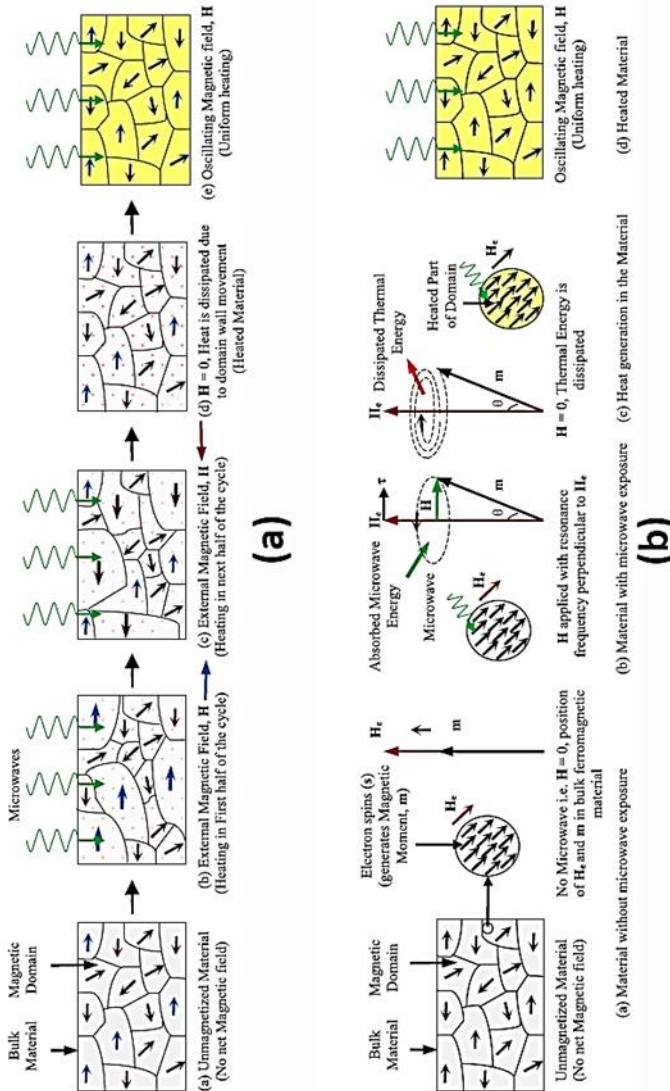 Bulk
Material
Magnetic
Domain
Microwaves
(a) Unmagnetized Material
(No net Magnetic field)
(b) External Magnetic Field, H
(Heating in First half of the cycle)
(c) External Magnetic Field, H
(Heating in next half of the cycle)
(d) H = 0, Heat is dissipated due
to domain wall movement
(Heated Material)
(e) Oscillating Magnetic field, H
(Uniform heating)
(a)
Bulk
Material
Magnetic
Domain
Electron spins (s)
(generates Magnetic
Moment, m)
He
He
m
Unmagnetized Material
(No net Magnetic field)
No Microwave i.e. H = 0, position
of He and m in bulk ferromagnetic
material
(a) Material without microwave exposure
Absorbed Microwave
Energy
Microwave
He
He
τ
H
θ
m
H applied with resonance
frequency perpendicular to He
(b) Material with microwave exposure
He
Dissipated Thermal
Energy
θ
m
Heated Part
of Domain
He
H = 0, Thermal Energy is
dissipated
(c) Heat generation in the Material
Oscillating Magnetic field, H
(Uniform heating)
(d) Heated Material
(b)